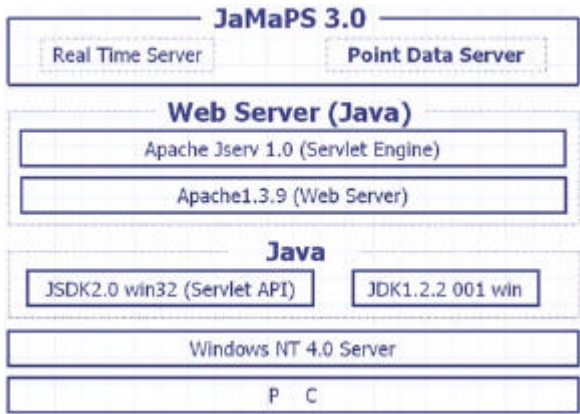 JaMaPS 3.0
Real Time Server
Point Data Server
Web Server (Java)
Apache Jserv 1.0 (Servlet Engine)
Apache1.3.9 (Web Server)
Java
JSDK2.0 win32 (Servlet API)
JDK1.2.2 001 win
Windows NT 4.0 Server
P C